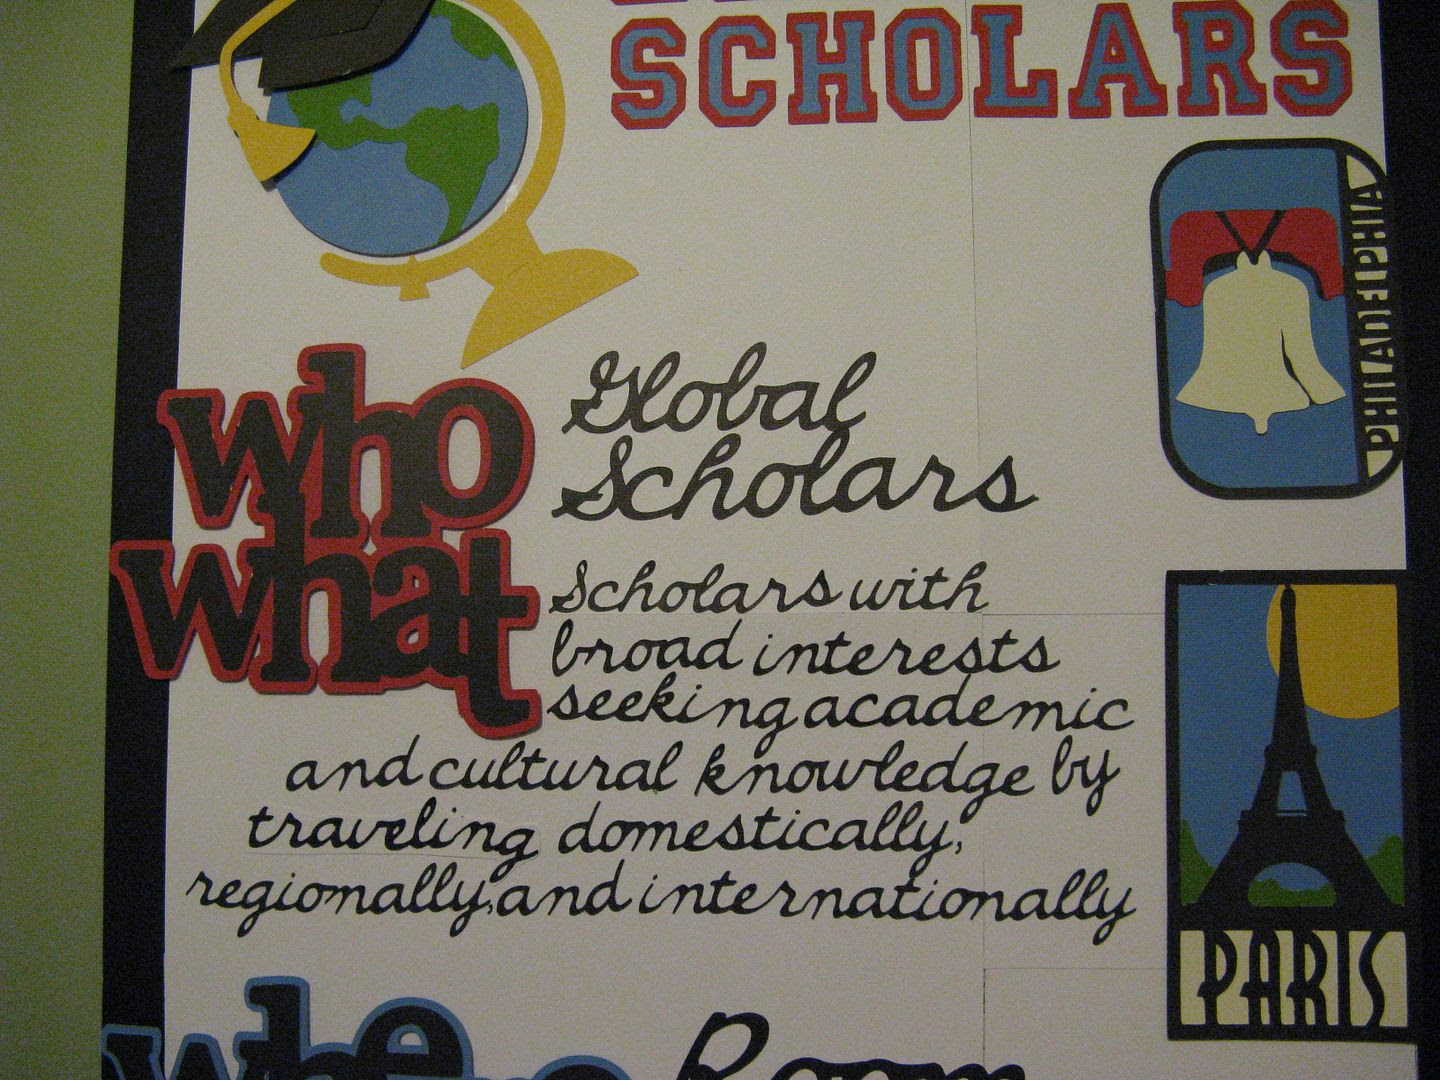 SCHOLARS
PHILADELPHIA
who
Global
Scholars
what
Scholars with
broad interests
seeking academic
and cultural knowledge by
traveling domestically,
regionally, and internationally
PARIS
Room